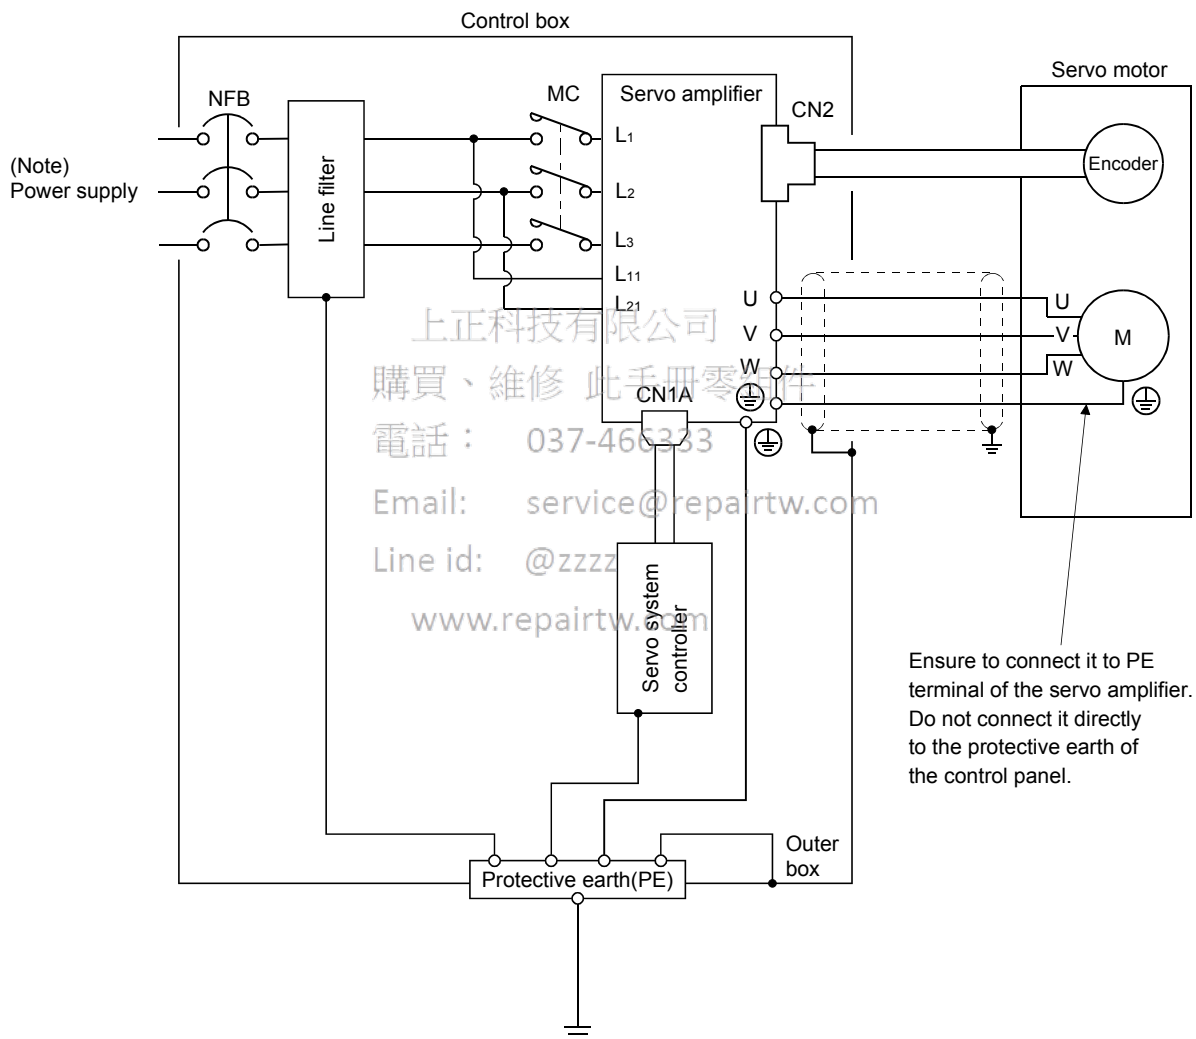 Control box
Servo motor
NFB
MC
Servo amplifier
CN2
(Note)
Power supply
Line filter
L1
L2
L3
L11
L21
Encoder
U
V
W
U
V
W
M
CN1A
上正科技有限公司
購買、維修 此手冊零組件
電話： 037-466333
Email: service@repairtw.com
Line id: @zzzz
www.repairtw.com
Servo system
controller
Ensure to connect it to PE
terminal of the servo amplifier.
Do not connect it directly
to the protective earth of
the control panel.
Outer
box
Protective earth(PE)